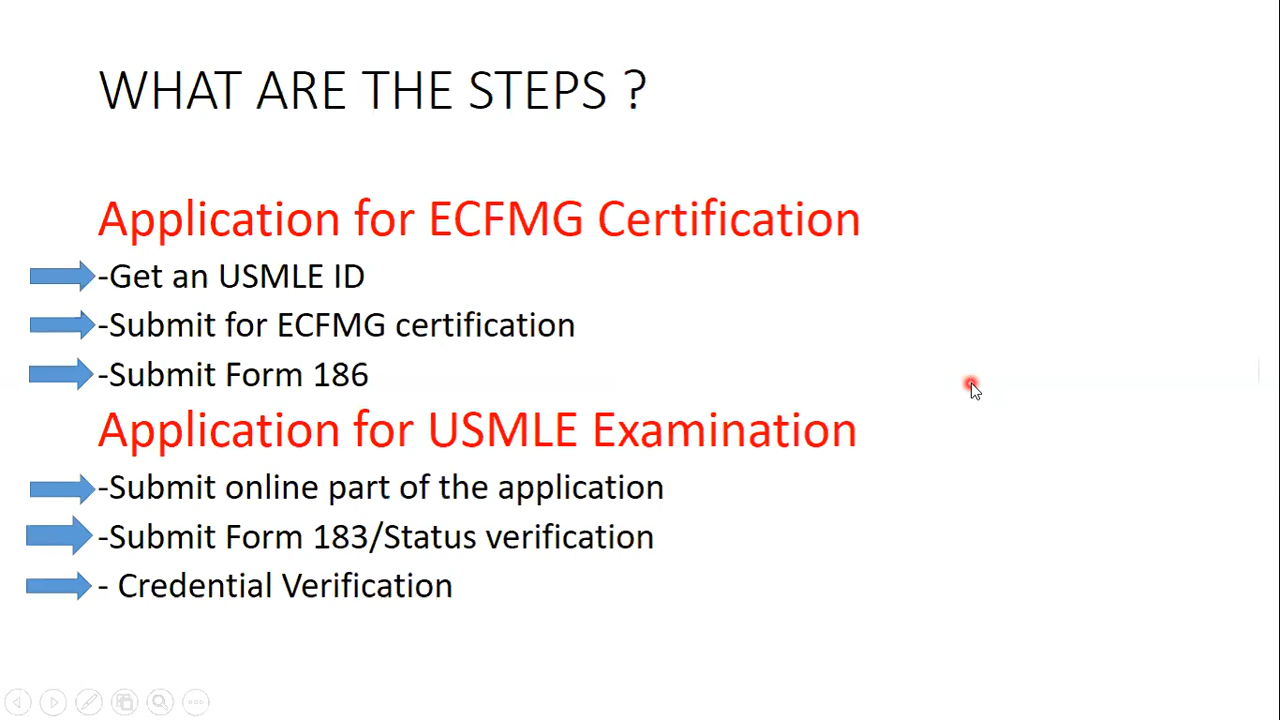 WHAT ARE THE STEPS ?
Application for ECFMG Certification
-Get an USMLE ID
-Submit for ECFMG certification
-Submit Form 186
Application for USMLE Examination
-Submit online part of the application
-Submit Form 183/Status verification
- Credential Verification